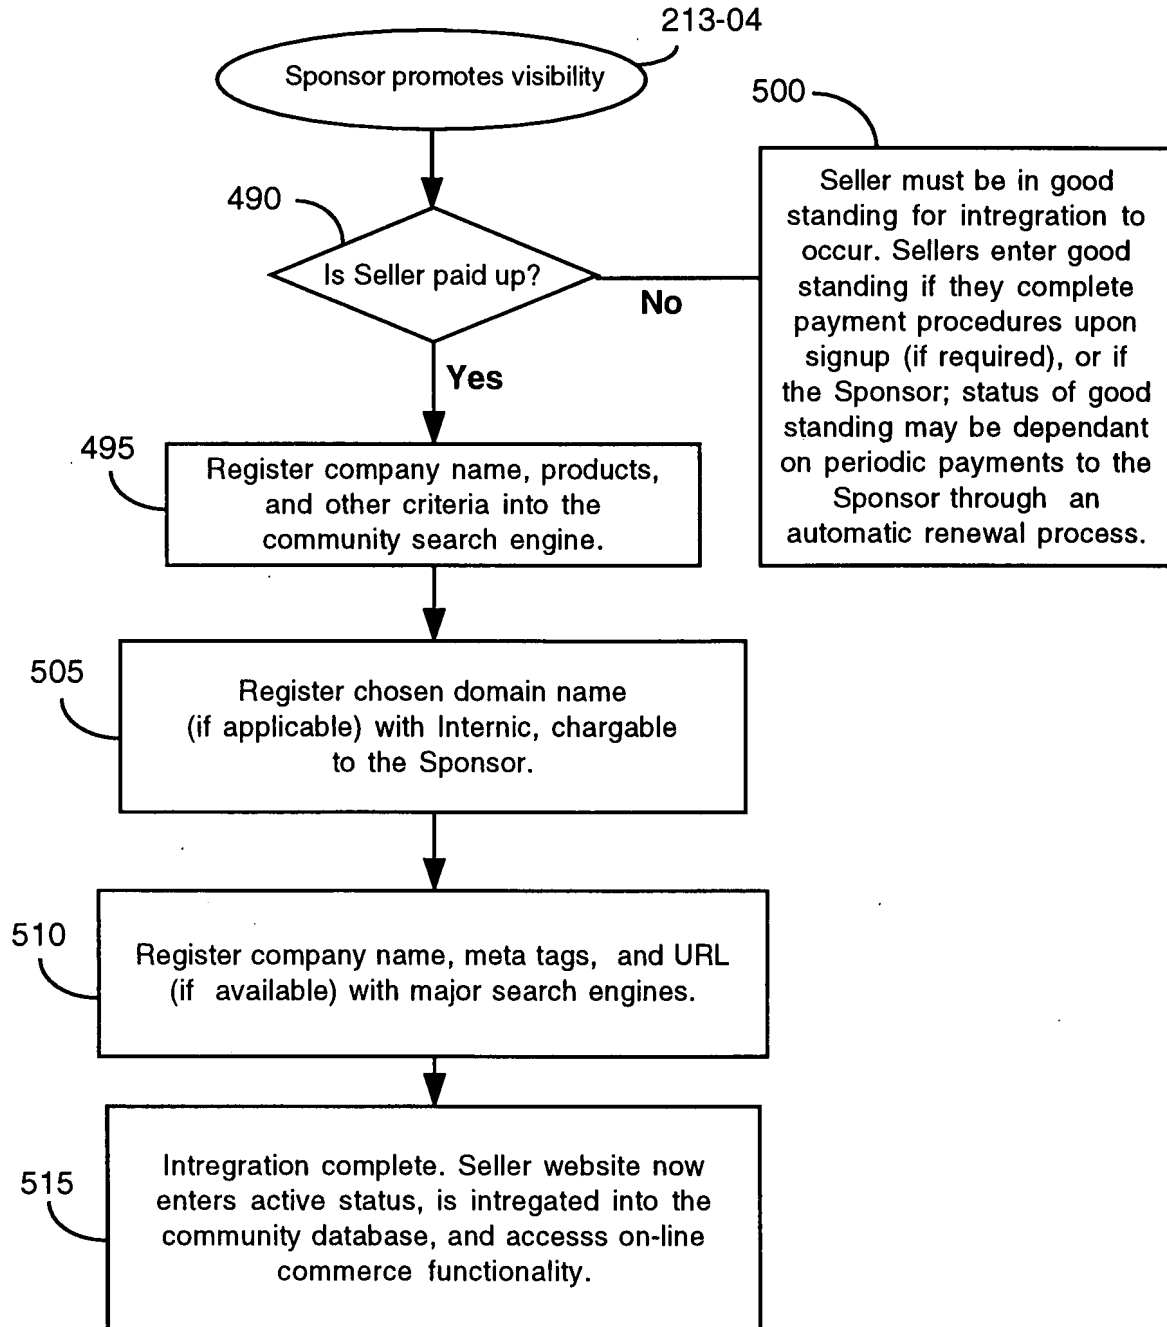 213-04
Sponsor promotes visibility
500
490
Is Seller paid up?
No
Yes
Seller must be in good
standing for intregration to
occur. Sellers enter good
standing if they complete
payment procedures upon
signup (if required), or if
the Sponsor; status of good
standing may be dependant
on periodic payments to the
Sponsor through an
automatic renewal process.
495
Register company name, products,
and other criteria into the
community search engine.
505
Register chosen domain name
(if applicable) with Internic, chargable
to the Sponsor.
510
Register company name, meta tags, and URL
(if available) with major search engines.
515
Intregration complete. Seller website now
enters active status, is intregated into the
community database, and accesss on-line
commerce functionality.